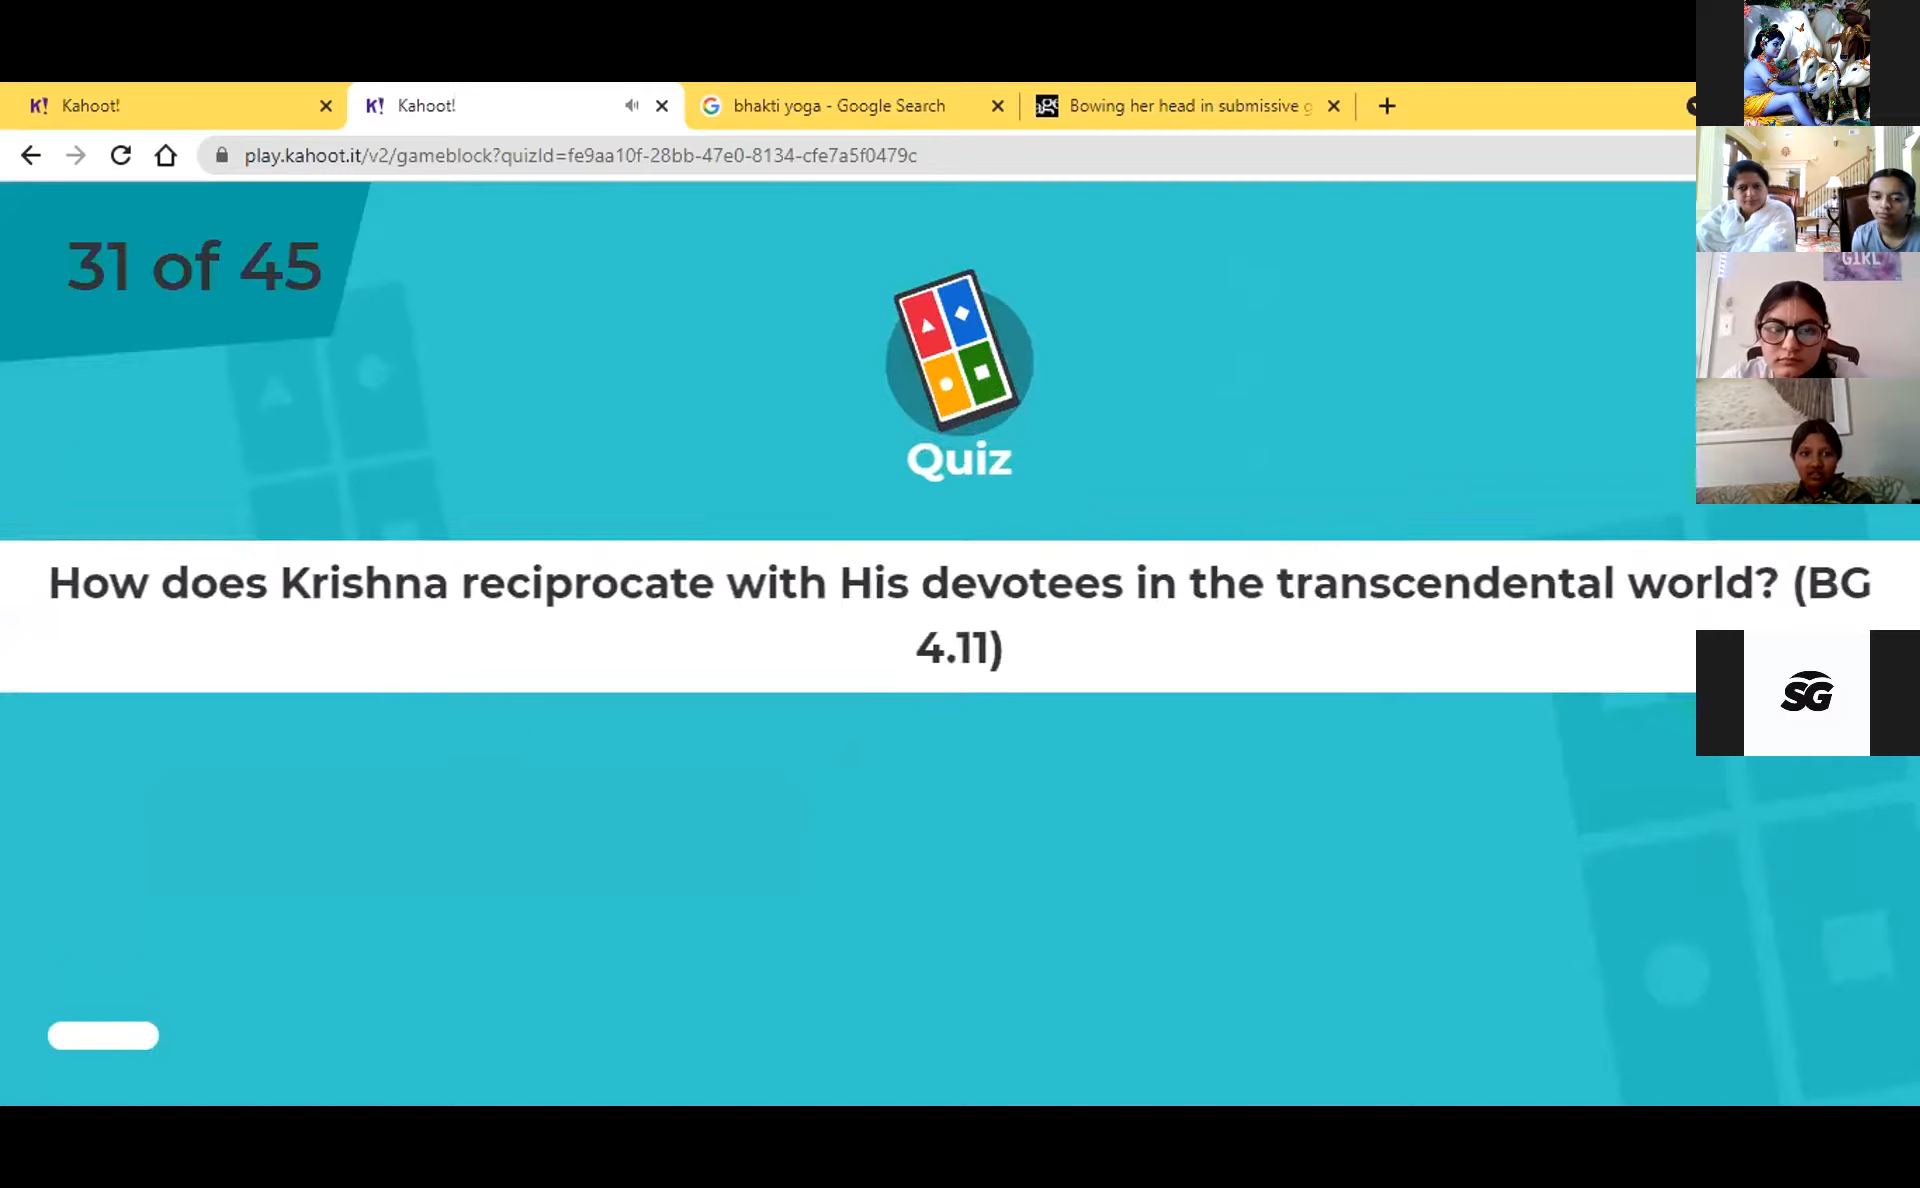 Kahoot!
Kahoot!
bhakti yoga - Google Search
Bowing her head in submissive g
play.kahoot.it/v2/gameblock?quizId=fe9aa10f-28bb-47e0-8134-cfe7a5f0479c
31 of 45
Quiz
How does Krishna reciprocate with His devotees in the transcendental world? (BG
4.11)
GIRL
SG